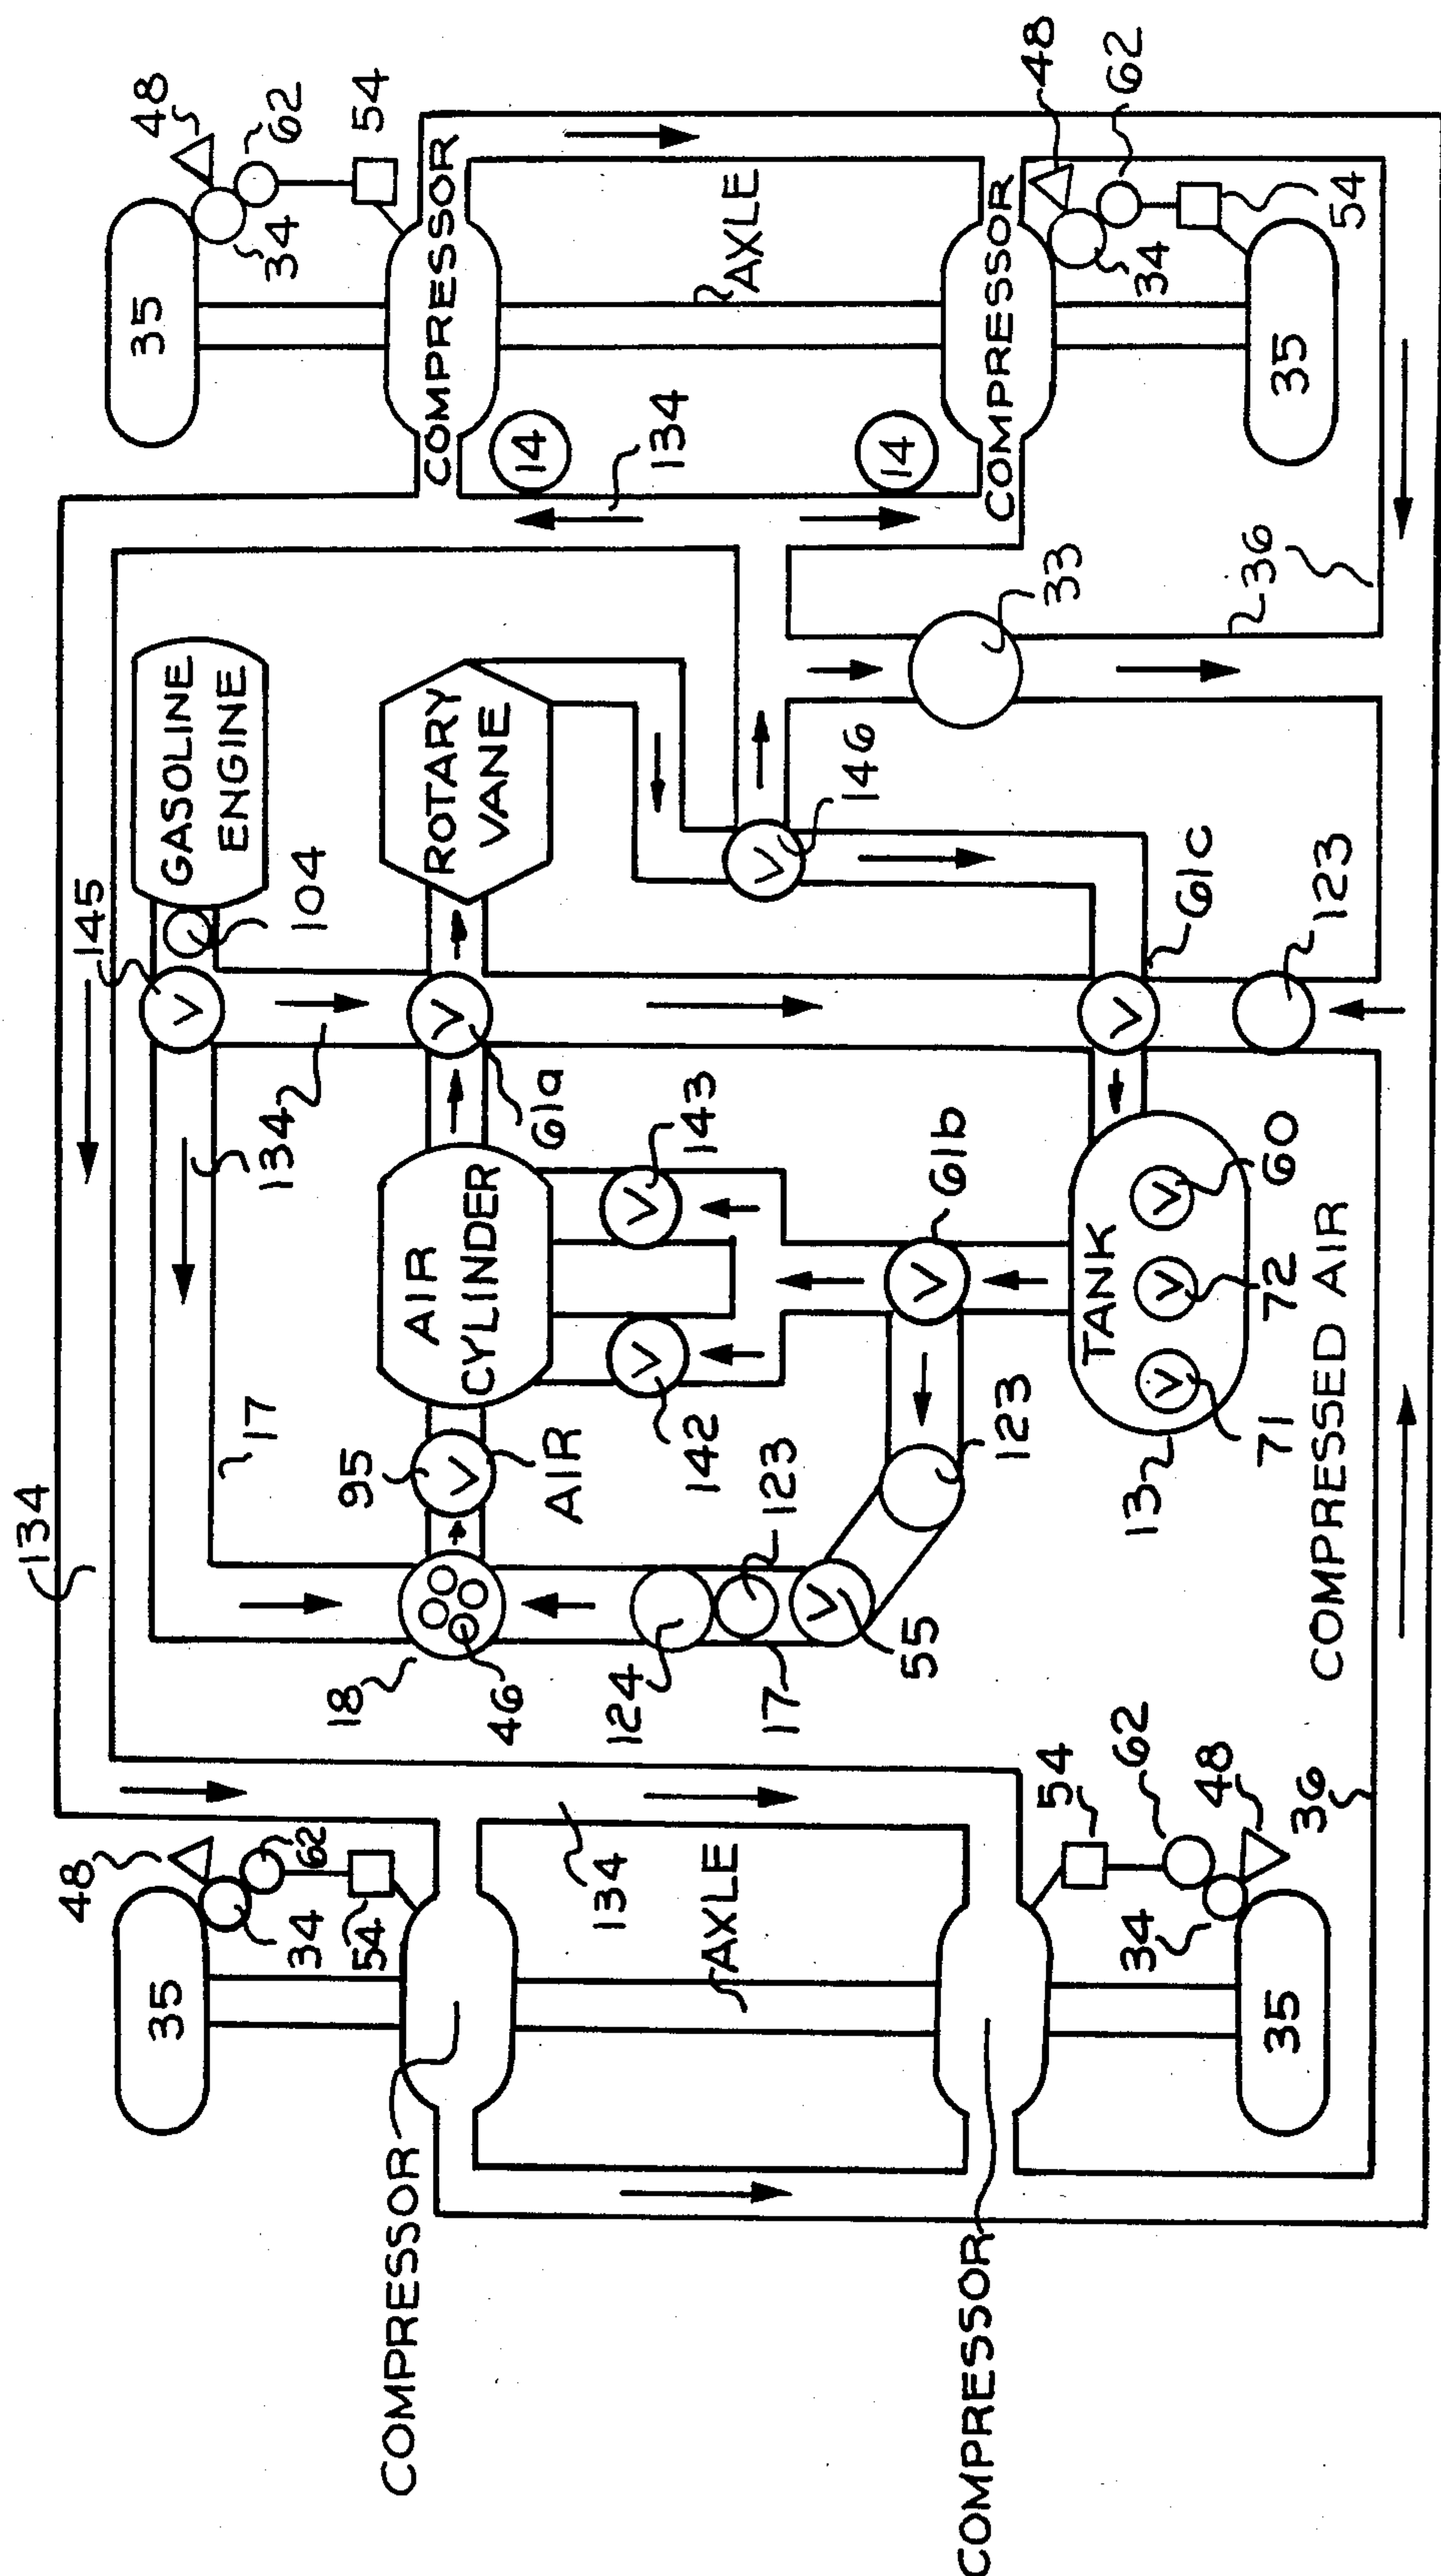 COMPRESSOR
COMPRESSOR
35
48
34
62
54
AXLE
134
35
34
54
62
48
36
134
18
46
124
17
123
55
123
95
AIR
17
AIR
CYLINDER
142
143
61a
61b
134
TANK
13
71
72
60
COMPRESSED AIR
145
104
GASOLINE
ENGINE
ROTARY
VANE
146
61c
123
33
36
134
14
14
COMPRESSOR
COMPRESSOR
AXLE
35
34
48
62
54
35
34
48
62
54